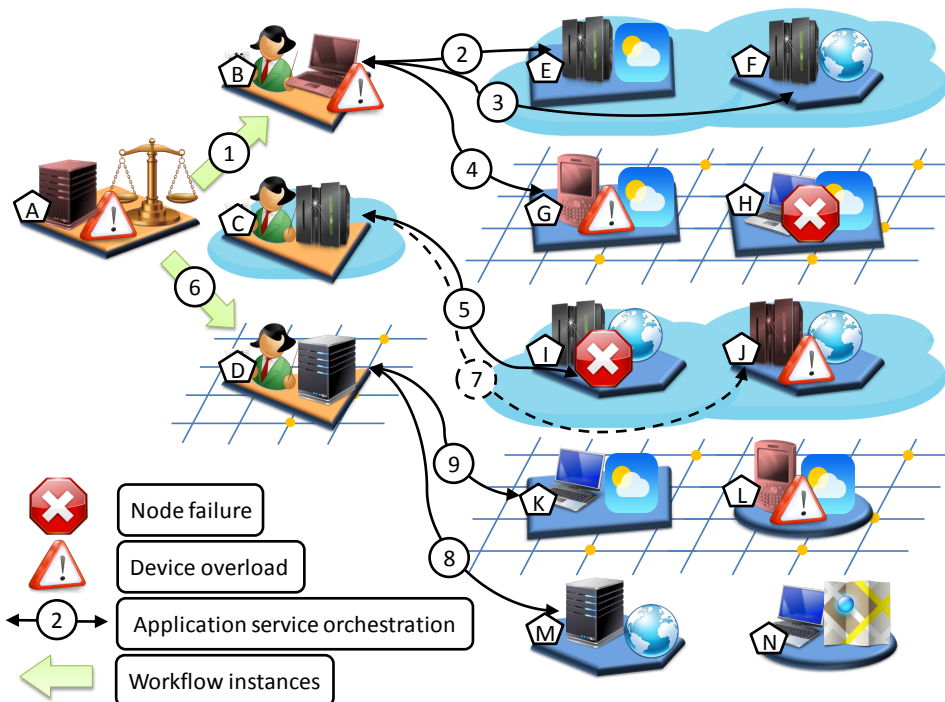 B
2
E
F
3
1
4
A
G
H
C
6
5
I
J
D
7
9
K
L
Node failure
8
Device overload
M
N
2
Application service orchestration
Workflow instances